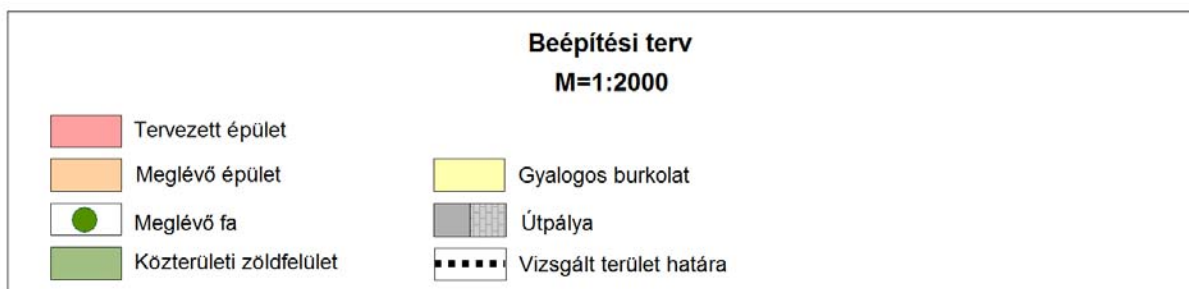 Beépítési terv
M=1:2000
Tervezett épület
Meglévő épület
Meglévő fa
Közterületi zöldfelület
Gyalogos burkolat
Útpálya
Vizsgált terület határa